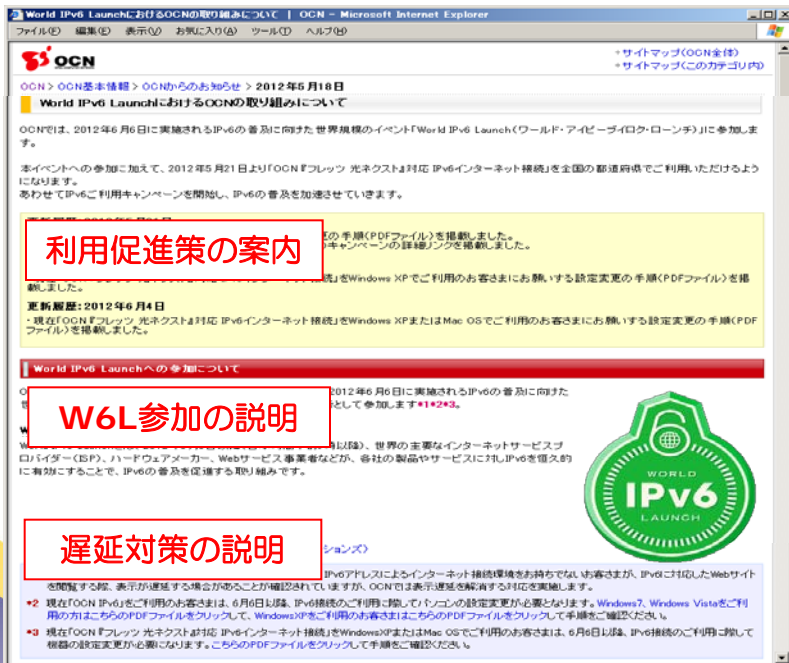 World IPv6 LaunchにおけるOCNの取り組みについて | OCN - Microsoft Internet Explorer
ファイル(F) 編集(E) 表示(V) お気に入り(A) ツール(T) ヘルプ(H)
OCN
サイトマップ(OCN全体)
サイトマップ(このカテゴリ内)
OCN > OCN基本情報 > OCNからのお知らせ > 2012年5月18日
World IPv6 LaunchにおけるOCNの取り組みについて
OCNでは、2012年6月6日に実施されるIPv6の普及に向けた世界規模のイベント「World IPv6 Launch(ワールド・アイピーブイロク・ローンチ)」に参加しま
す。
本イベントへの参加に加えて、2012年5月21日より「OCN『フレッツ 光ネクスト』対応 IPv6インターネット接続」を全国の都道府県でご利用いただけるよう
になります。
あわせてIPv6ご利用キャンペーンを開始し、IPv6の普及を加速させていきます。
更の手順(PDFファイル)を掲載しました。
キャンペーンの詳細リンクを掲載しました。
利用促進策の案内
続」をWindows XPでご利用のお客さまにお願いする設定変更の手順(PDFファイル)を掲
載しました。
更新履歴:2012年6月4日
・現在「OCN『フレッツ 光ネクスト』対応 IPv6インターネット接続」をWindows XPまたはMac OSでご利用のお客さまにお願いする設定変更の手順(PDF
ファイル)を掲載しました。
World IPv6 Launchへの参加について
2012年6月6日に実施されるIPv6の普及に向けた
として参加します*1*2*3。
W6L参加の説明
時以降)、世界の主要なインターネットサービスプ
ロバイダー(ISP)、ハードウェアメーカー、Webサービス事業者などが、各社の製品やサービスに対しIPv6を恒久的
に有効にすることで、IPv6の普及を促進する取り組みです。
WORLD
IPv6
LAUNCH
遅延対策の説明
ションズ)
IPv6アドレスによるインターネット接続環境をお持ちでないお客さまが、IPv6に対応したWebサイト
を閲覧する際、表示が遅延する場合があることが確認されていますが、OCNでは表示遅延を解消する対応を実施します。
*2 現在「OCN IPv6」をご利用のお客さまは、6月6日以降、IPv6接続のご利用に際してパソコンの設定変更が必要となります。Windows7、Windows Vistaをご利
用の方はこちらのPDFファイルをクリックして、WindowsXPをご利用のお客さまはこちらのPDFファイルをクリックして手順をご確認ください。
*3 現在「OCN『フレッツ 光ネクスト』対応 IPv6インターネット接続」をWindowsXPまたはMac OSでご利用のお客さまは、6月6日以降、IPv6接続のご利用に際して
機器の設定変更が必要になります。こちらのPDFファイルをクリックして手順をご確認ください。